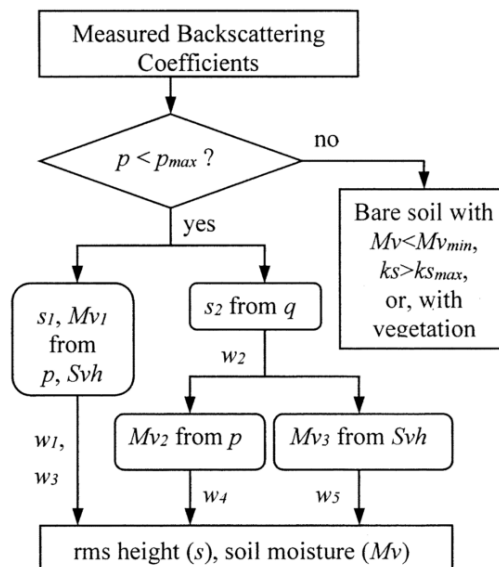 Measured Backscattering
Coefficients
p < pmax ?
no
yes
Bare soil with
Mv<Mvmin,
ks>ksmax,
or, with
vegetation
s1, Mv1
from
p, Svh
s2 from q
w2
w1,
w3
Mv2 from p
Mv3 from Svh
w4
w5
rms height (s), soil moisture (Mv)